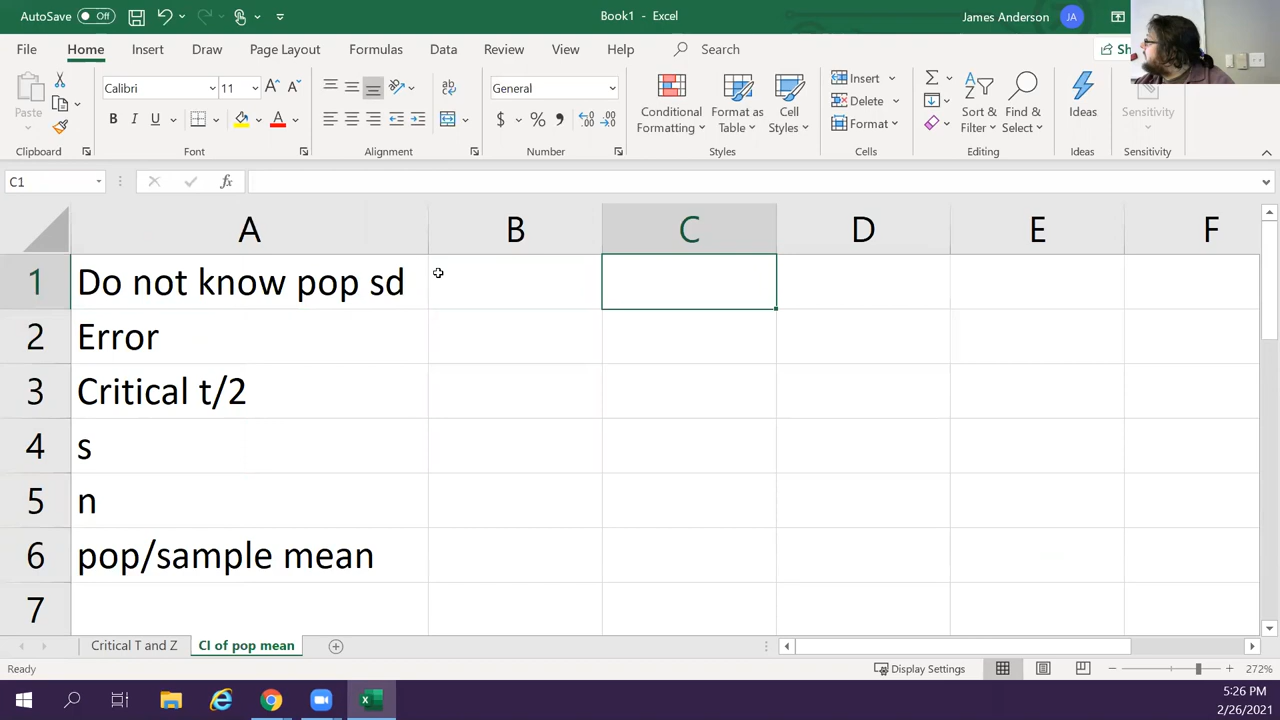 AutoSave Off
Book1 - Excel
James Anderson JA
File Home Insert Draw Page Layout Formulas Data Review View Help Search
Sh
Paste
Clipboard
Calibri 11
B I U A
Font
Alignment
General
$ % ,
Number
Conditional Formatting
Format as Table
Cell Styles
Styles
Insert
Delete
Format
Cells
Sort & Filter
Find & Select
Editing
Ideas
Ideas
Sensitivity
Sensitivity
C1 fx
A B C D E F
1 Do not know pop sd
2 Error
3 Critical t/2
4 s
5 n
6 pop/sample mean
7
Critical T and Z CI of pop mean
Ready Display Settings 272%
5:26 PM
2/26/2021